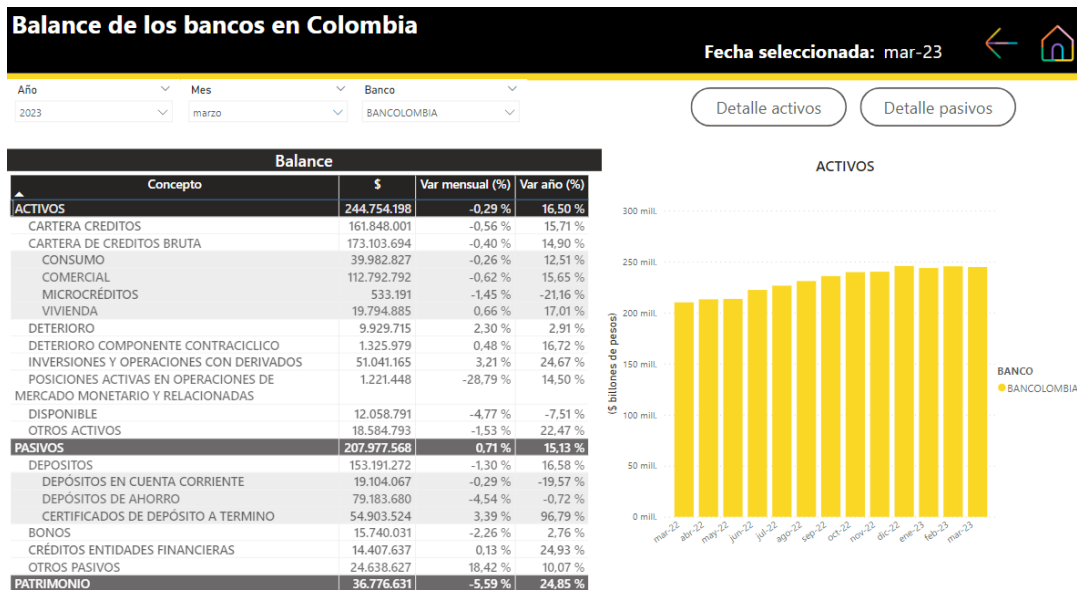 Balance de los bancos en Colombia
Fecha seleccionada: mar-23
Año Mes Banco
2023 marzo BANCOLOMBIA
Detalle activos Detalle pasivos
Balance
Concepto $ Var mensual (%) Var año (%)
ACTIVOS 244.754.198 -0,29 % 16,50 %
CARTERA CREDITOS 161.848.001 -0,56 % 15,71 %
CARTERA DE CREDITOS BRUTA 173.103.694 -0,40 % 14,90 %
CONSUMO 39.982.827 -0,26 % 12,51 %
COMERCIAL 112.792.792 -0,62 % 15,65 %
MICROCRÉDITOS 533.191 -1,45 % -21,16 %
VIVIENDA 19.794.885 0,66 % 17,01 %
DETERIORO 9.929.715 2,30 % 2,91 %
DETERIORO COMPONENTE CONTRACICLICO 1.325.979 0,48 % 16,72 %
INVERSIONES Y OPERACIONES CON DERIVADOS 51.041.165 3,21 % 24,67 %
POSICIONES ACTIVAS EN OPERACIONES DE 1.221.448 -28,79 % 14,50 %
MERCADO MONETARIO Y RELACIONADAS
DISPONIBLE 12.058.791 -4,77 % -7,51 %
OTROS ACTIVOS 18.584.793 -1,53 % 22,47 %
PASIVOS 207.977.568 0,71 % 15,13 %
DEPOSITOS 153.191.272 -1,30 % 16,58 %
DEPÓSITOS EN CUENTA CORRIENTE 19.104.067 -0,29 % -19,57 %
DEPÓSITOS DE AHORRO 79.183.680 -4,54 % -0,72 %
CERTIFICADOS DE DEPÓSITO A TERMINO 54.903.524 3,39 % 96,79 %
BONOS 15.740.031 -2,26 % 2,76 %
CRÉDITOS ENTIDADES FINANCIERAS 14.407.637 0,13 % 24,93 %
OTROS PASIVOS 24.638.627 18,42 % 10,07 %
PATRIMONIO 36.776.631 -5,59 % 24,85 %
ACTIVOS
300 mill.
250 mill.
200 mill.
150 mill.
100 mill.
50 mill.
0 mill.
($ billones de pesos)
mar-22 abr-22 may-22 jun-22 jul-22 ago-22 sep-22 oct-22 nov-22 dic-22 ene-23 feb-23 mar-23
BANCO
BANCOLOMBIA